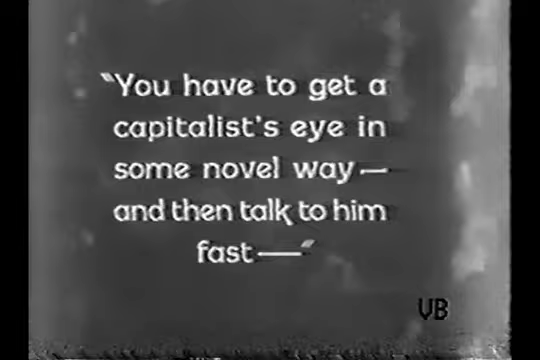 “You have to get a
capitalist's eye in
some novel way—
and then talk to him
fast—”
VB